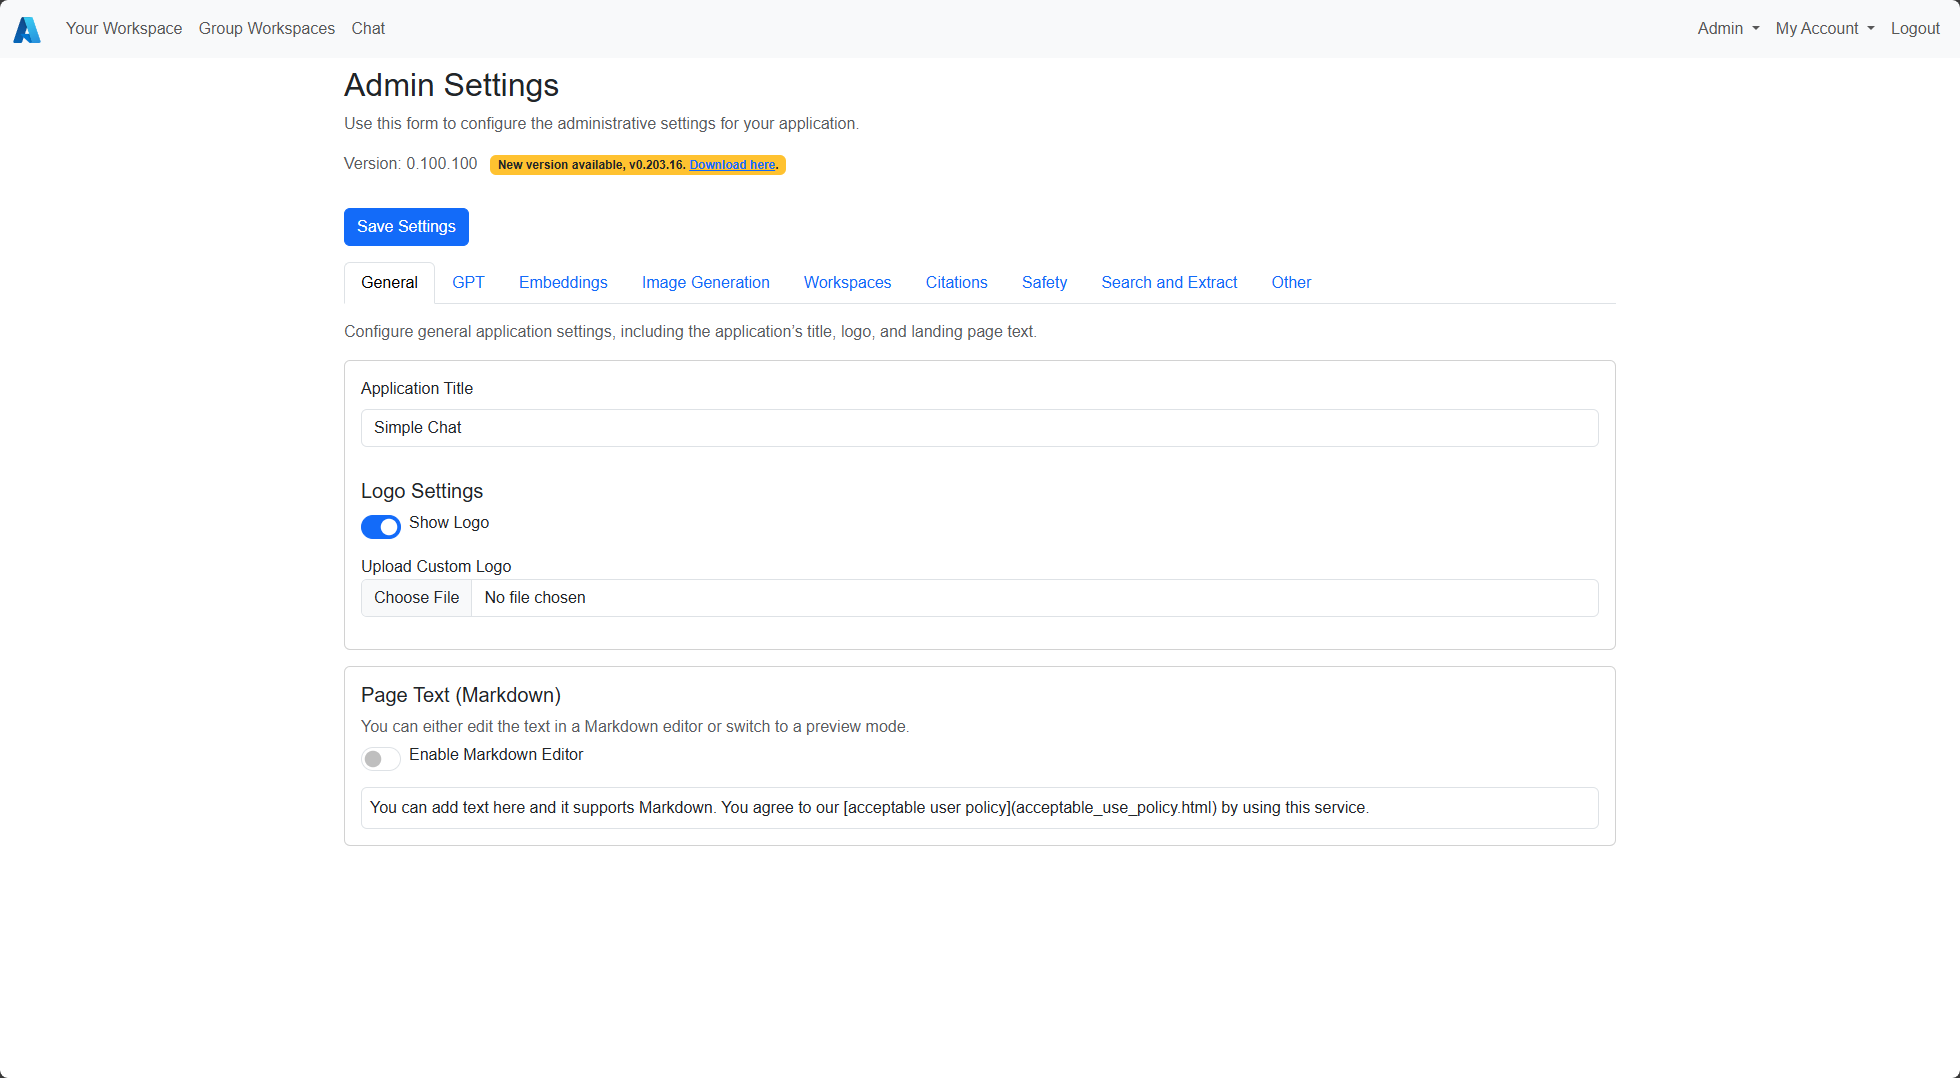 Your Workspace Group Workspaces Chat Admin My Account Logout
Admin Settings
Use this form to configure the administrative settings for your application.
Version: 0.100.100 New version available, v0.203.16. Download here.
Save Settings
General GPT Embeddings Image Generation Workspaces Citations Safety Search and Extract Other
Configure general application settings, including the application’s title, logo, and landing page text.
Application Title
Simple Chat
Logo Settings
Show Logo
Upload Custom Logo
Choose File No file chosen
Page Text (Markdown)
You can either edit the text in a Markdown editor or switch to a preview mode.
Enable Markdown Editor
You can add text here and it supports Markdown. You agree to our [acceptable user policy](acceptable_use_policy.html) by using this service.